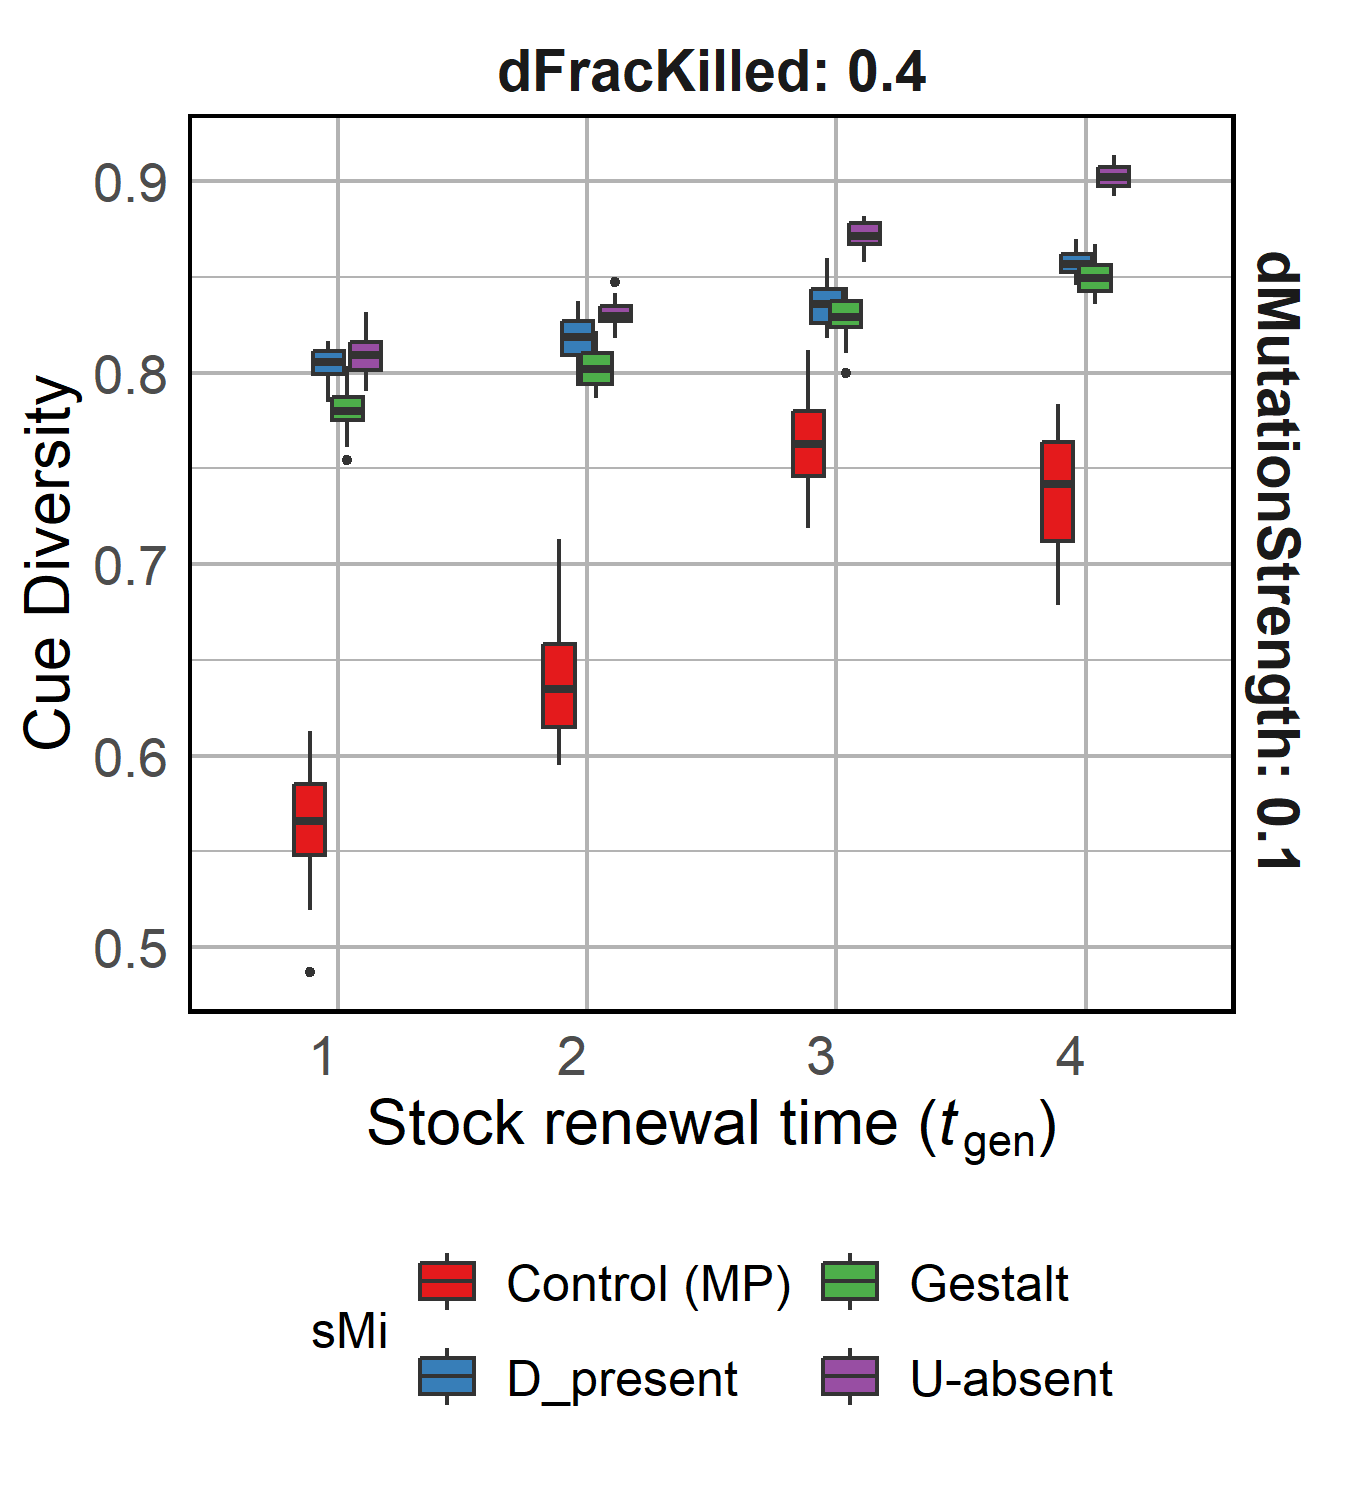 dFracKilled: 0.4
0.9
0.8
0.7
0.6
0.5
Cue Diversity
dMutationStrength: 0.1
1 2 3 4
Stock renewal time (t gen)
sMi
Control (MP)
Gestalt
D_present
U-absent